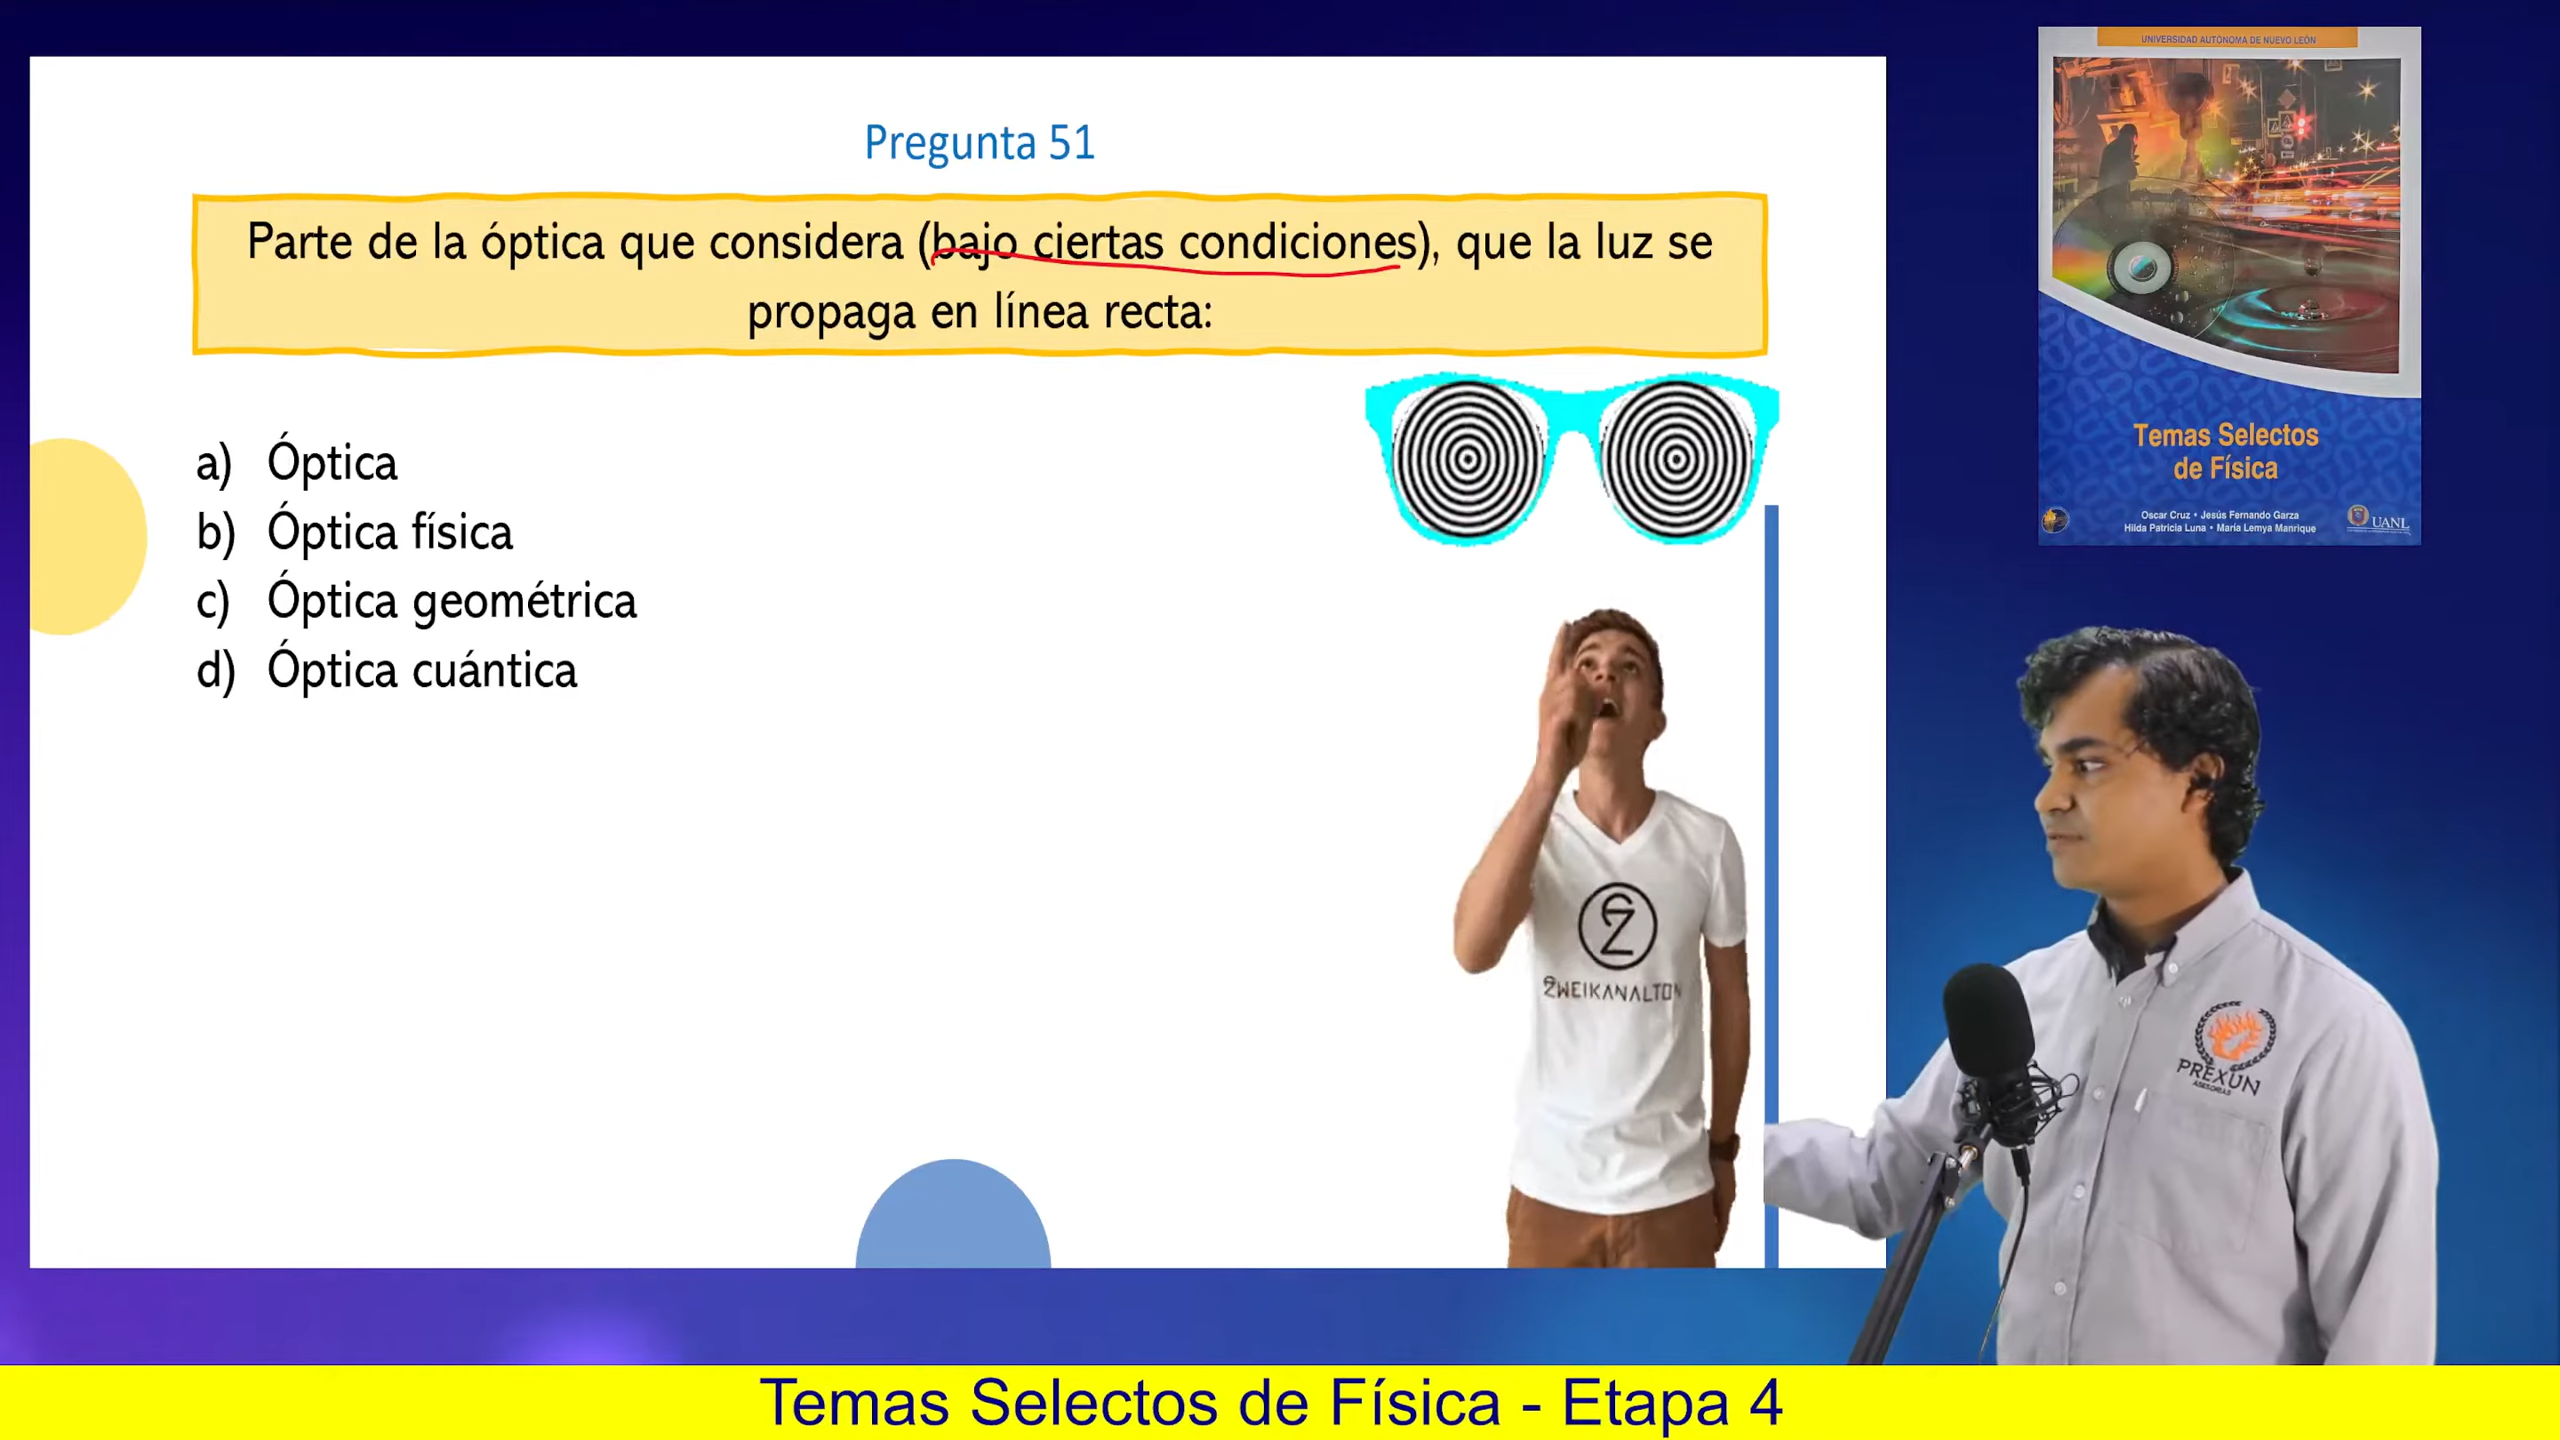 Pregunta 51
Parte de la óptica que considera (bajo ciertas condiciones), que la luz se
propaga en línea recta:
a) Óptica
b) Óptica física
c) Óptica geométrica
d) Óptica cuántica
ZWEIKANALTON
UNIVERSIDAD AUTÓNOMA DE NUEVO LEÓN
Temas Selectos
de Física
Oscar Cruz • Jesús Fernando Garza
Hilda Patricia Luna • María Lemya Manrique
UANL
PREXUN
ASESORIAS
Temas Selectos de Física - Etapa 4